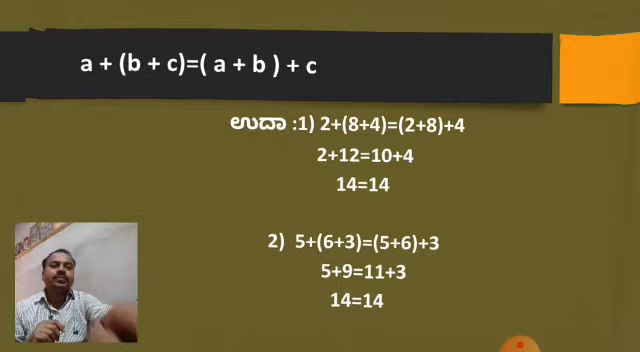 a + (b + c)=( a + b ) + c
ಉದಾ :1) 2+(8+4)=(2+8)+4
2+12=10+4
14=14
2) 5+(6+3)=(5+6)+3
5+9=11+3
14=14